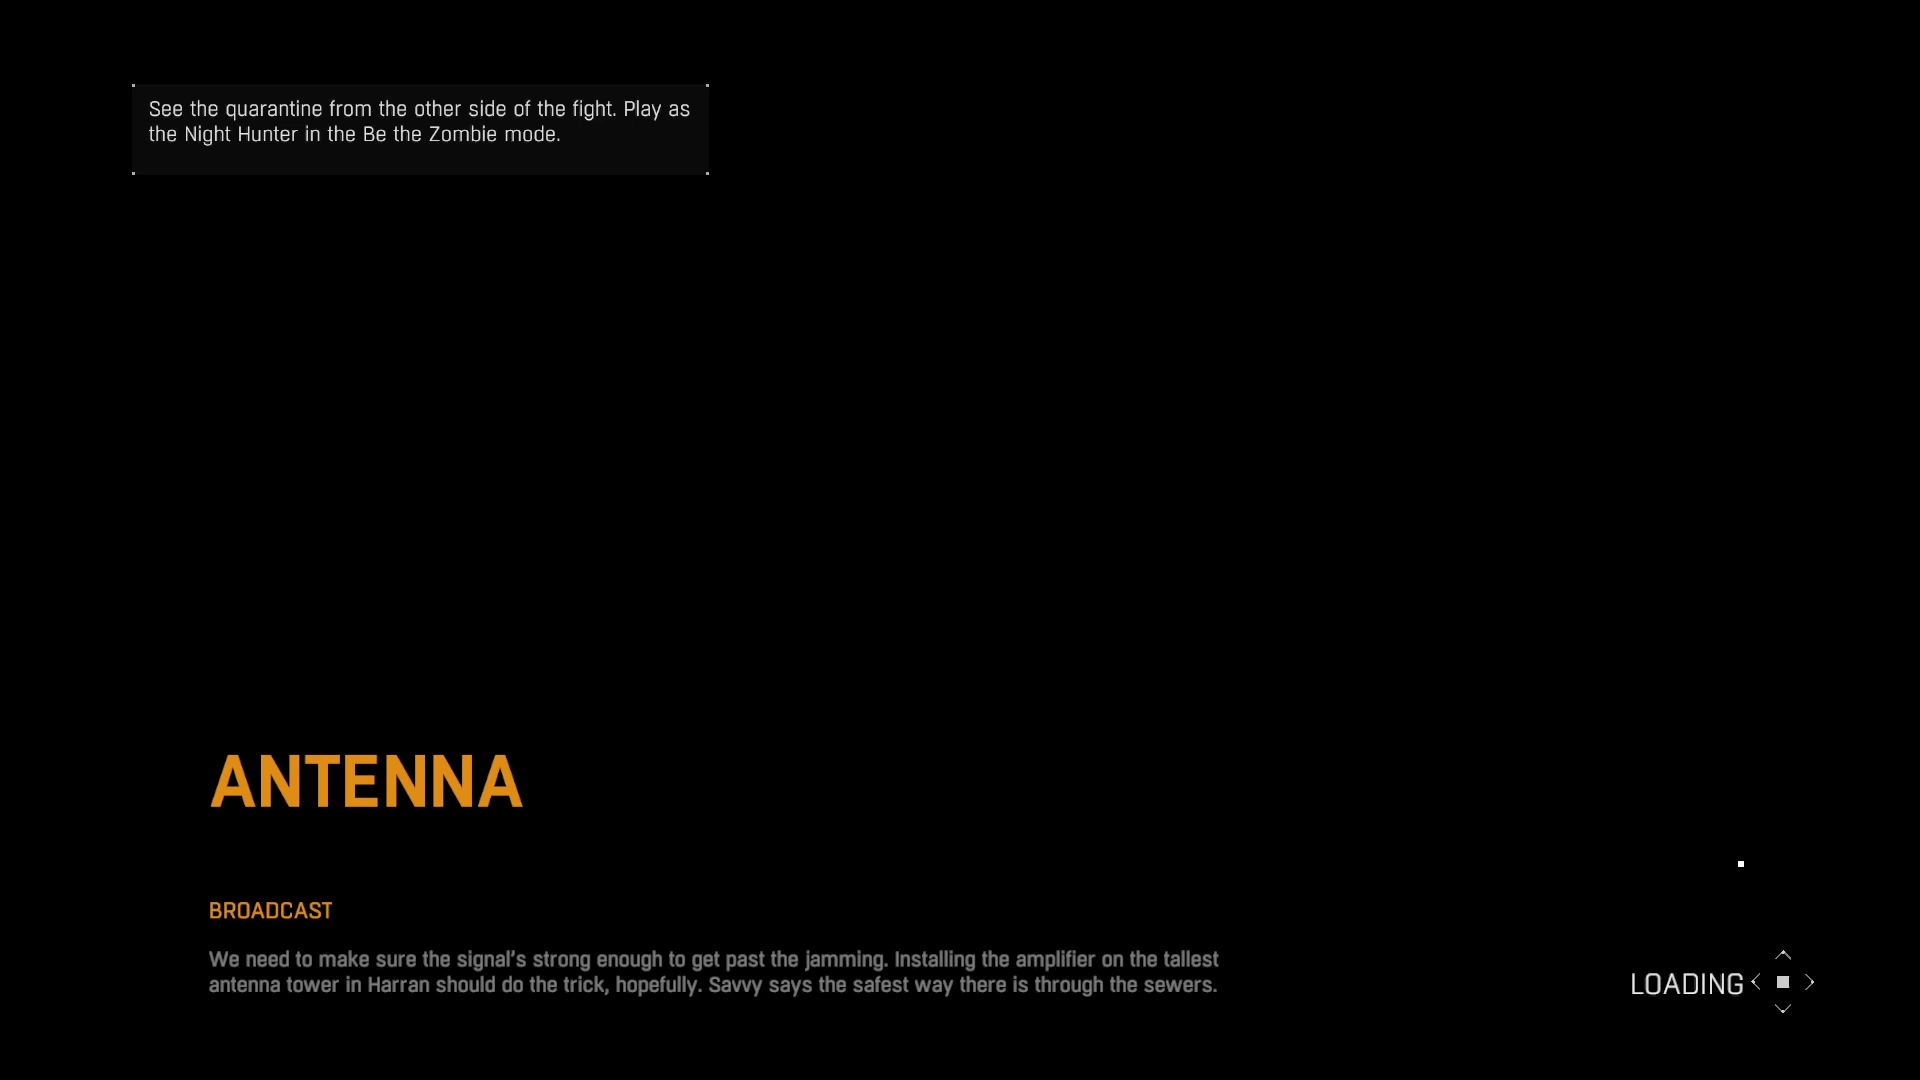 See the quarantine from the other side of the fight. Play as
the Night Hunter in the Be the Zombie mode.
ANTENNA
BROADCAST
We need to make sure the signal's strong enough to get past the jamming. Installing the amplifier on the tallest
antenna tower in Harran should do the trick, hopefully. Savvy says the safest way there is through the sewers.
LOADING